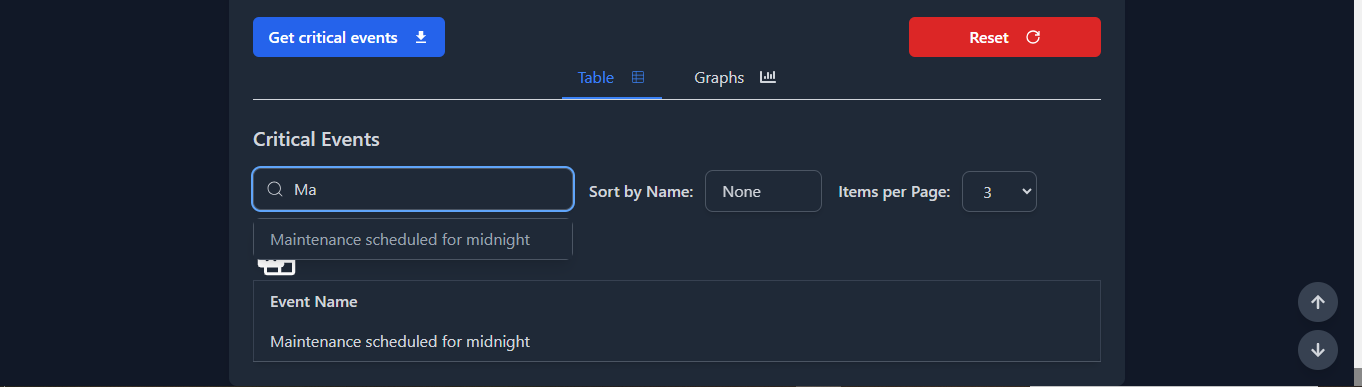 Get critical events
Reset
Table
Graphs
Critical Events
Ma
Sort by Name:
None
Items per Page:
3
Maintenance scheduled for midnight
Event Name
Maintenance scheduled for midnight